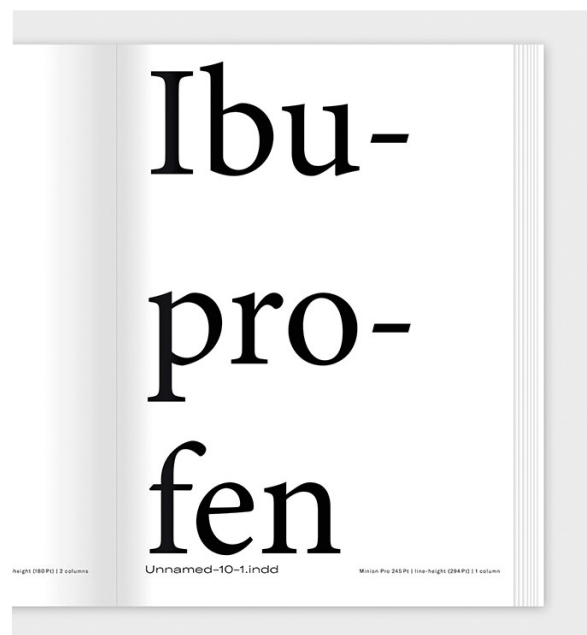 Ibu-
pro-
fen
height (180 Pt) | 2 columns
Unnamed-10-1.indd
Minion Pro 245 Pt | line-height (294 Pt) | 1 column